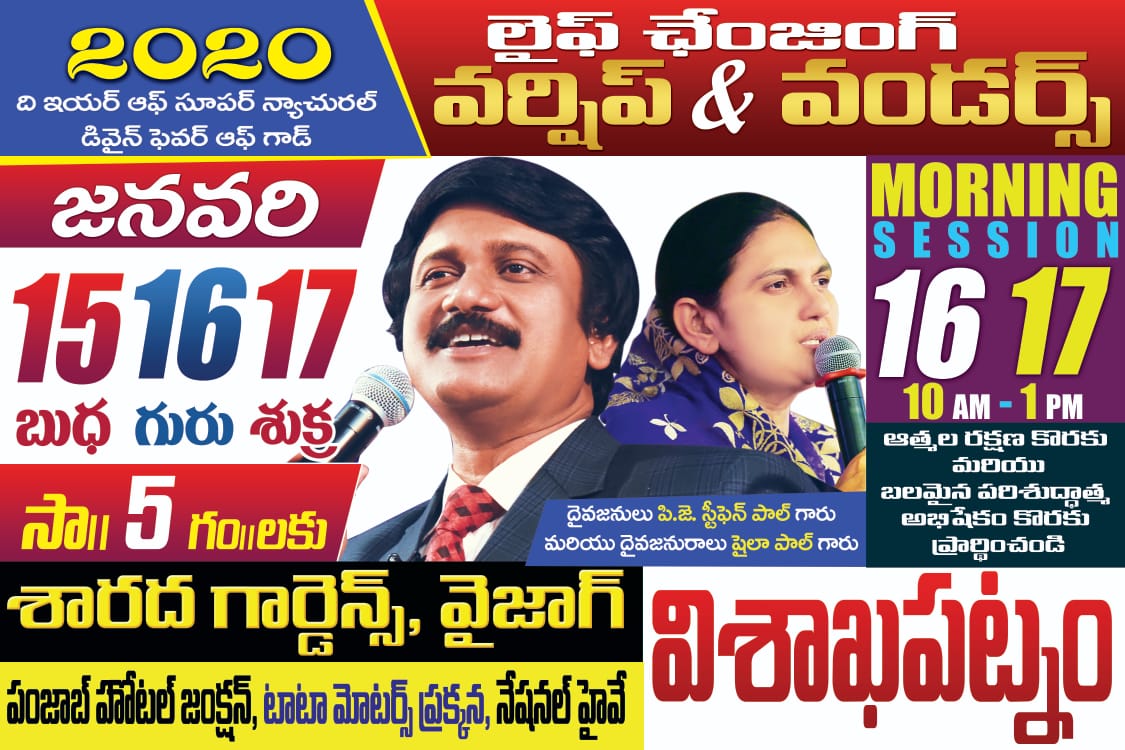 2020
ది ఇయర్ ఆఫ్ సూపర్ న్యాచురల్
డివైన్ ఫెవర్ ఆఫ్ గాడ్
లైఫ్ ఛేంజింగ్
వర్షిప్ & వండర్స్
జనవరి
15 16 17
బుధ గురు శుక్ర
సా|| 5 గం||లకు
MORNING
SESSION
16 17
10 AM - 1 PM
ఆత్మల రక్షణ కొరకు
మరియు
బలమైన పరిశుద్ధాత్మ
అభిషేకం కొరకు
ప్రార్థించండి
దైవజనులు పి.జె. స్టీఫెన్ పాల్ గారు
మరియు దైవజనురాలు షైలా పాల్ గారు
శారద గార్డెన్స్, వైజాగ్
పంజాబ్ హోటల్ జంక్షన్, టాటా మోటర్స్ ప్రక్కన, నేషనల్ హైవే
విశాఖపట్నం